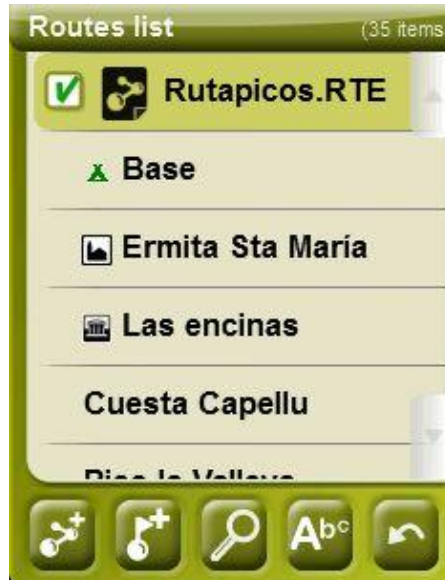 Routes list (35 items
Rutapicos.RTE
Base
Ermita Sta María
Las encinas
Cuesta Capellu
Abc